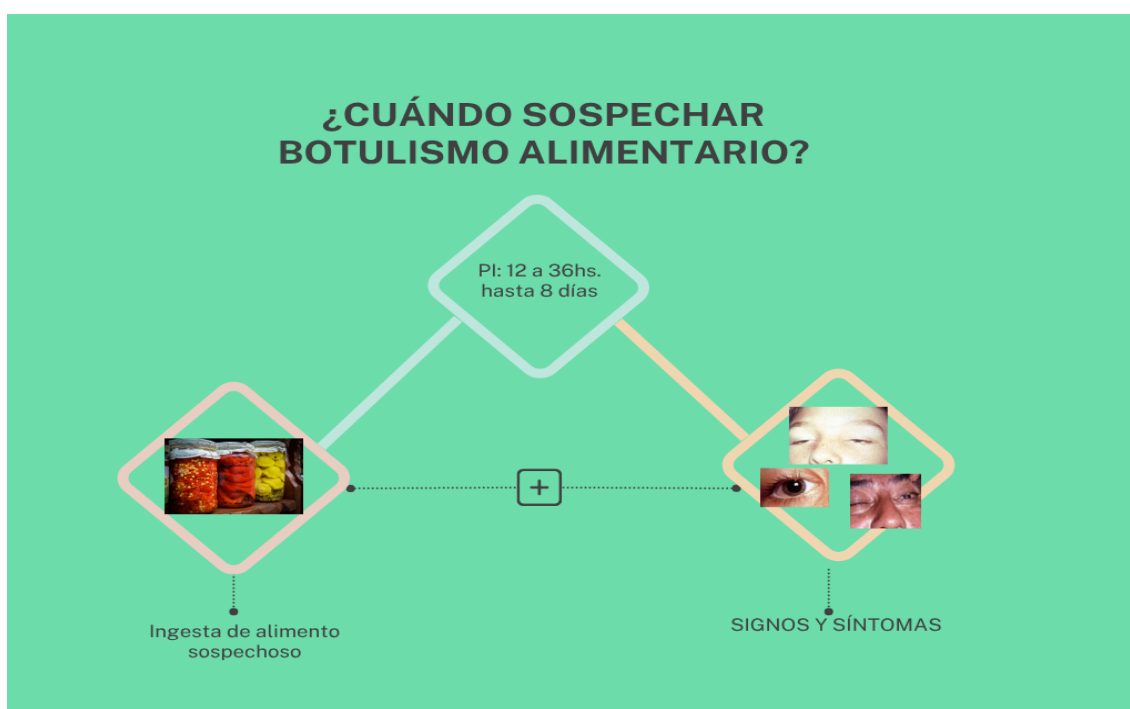 ¿CUÁNDO SOSPECHAR
BOTULISMO ALIMENTARIO?
PI: 12 a 36hs.
hasta 8 días
+
Ingesta de alimento
sospechoso
SIGNOS Y SÍNTOMAS